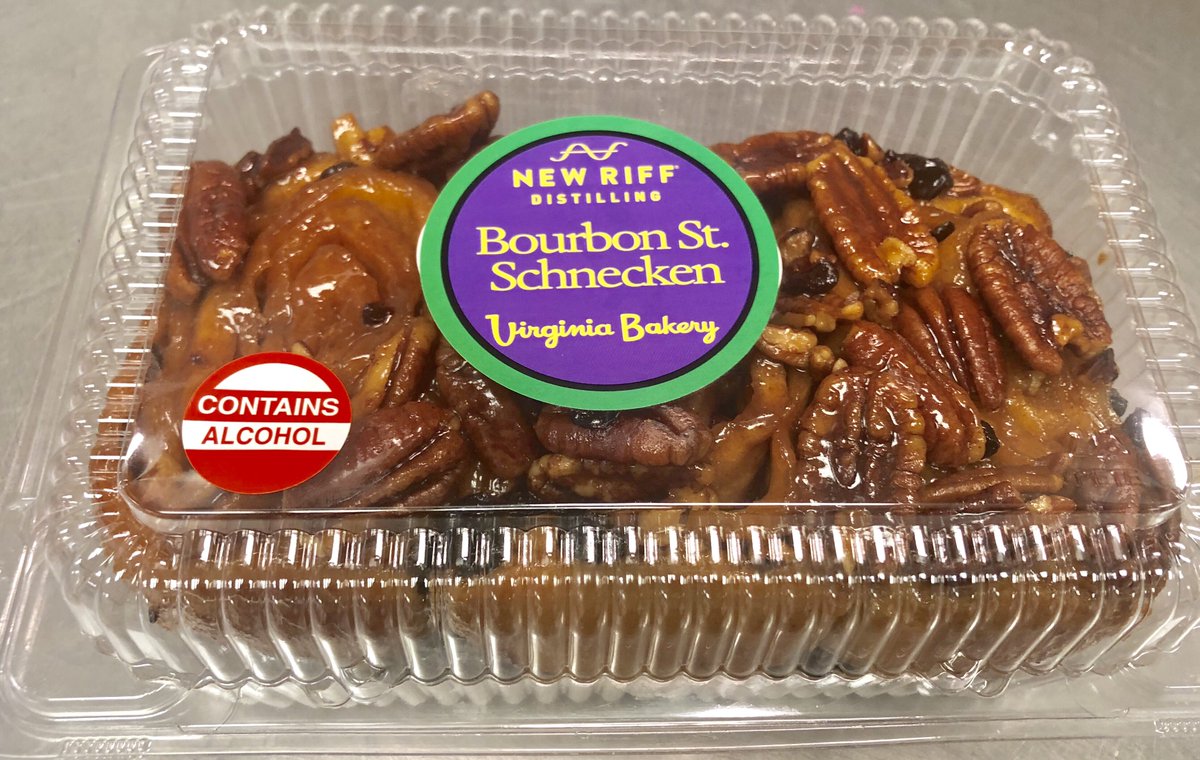 NEW RIFF
DISTILLING
Bourbon St.
Schnecken
Virginia Bakery
CONTAINS
ALCOHOL